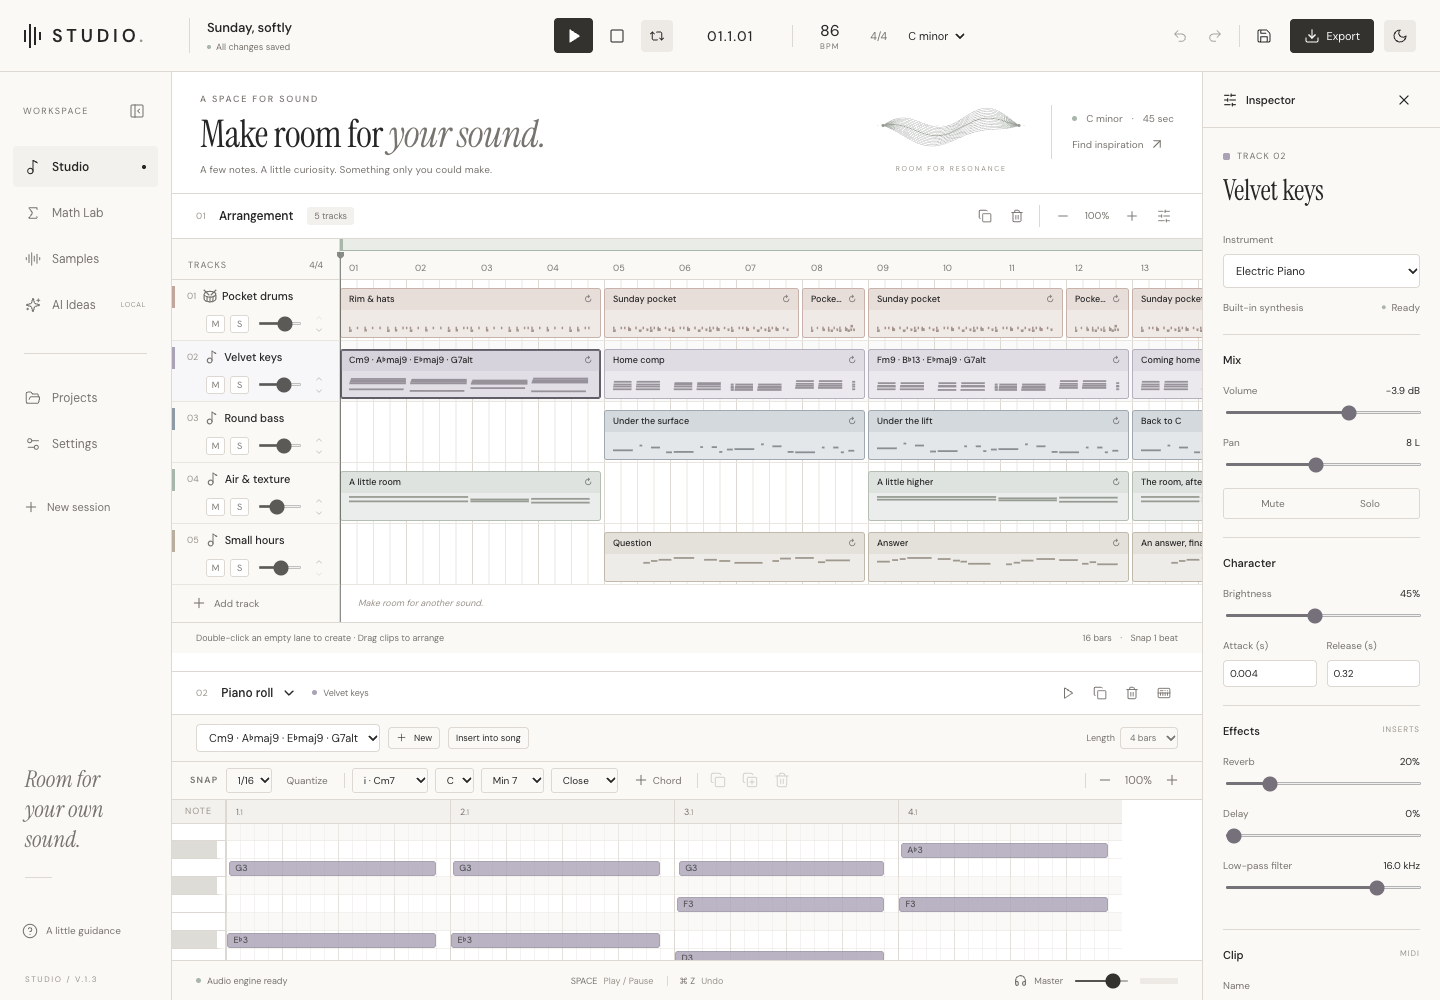 STUDIO.
Sunday, softly
All changes saved
01.1.01
86
BPM
4/4
C minor
Export
WORKSPACE
Studio
Math Lab
Samples
AI Ideas
LOCAL
Projects
Settings
New session
Room for
your own
sound.
A little guidance
STUDIO / V.1.3
A SPACE FOR SOUND
Make room for your sound.
A few notes. A little curiosity. Something only you could make.
ROOM FOR RESONANCE
C minor · 45 sec
Find inspiration
01 Arrangement 5 tracks
100%
TRACKS 4/4
01 02 03 04 05 06 07 08 09 10 11 12 13
01 Pocket drums
M S
Rim & hats
Sunday pocket
Pocke...
Sunday pocket
Pocke...
Sunday pocket
02 Velvet keys
M S
Cm9 · A♭maj9 · E♭maj9 · G7alt
Home comp
Fm9 · B♭13 · E♭maj9 · G7alt
Coming home
03 Round bass
M S
Under the surface
Under the lift
Back to C
04 Air & texture
M S
A little room
A little higher
The room, afte
05 Small hours
M S
Question
Answer
An answer, fina
Add track
Make room for another sound.
Double-click an empty lane to create · Drag clips to arrange
16 bars · Snap 1 beat
02 Piano roll
Velvet keys
Cm9 · A♭maj9 · E♭maj9 · G7alt
New
Insert into song
Length 4 bars
SNAP 1/16 Quantize i · Cm7 C Min 7 Close Chord
100%
NOTE 1.1 2.1 3.1 4.1
A♭3
G3 G3 G3
F3 F3
E♭3 E♭3
D3
Audio engine ready
SPACE Play / Pause
⌘ Z Undo
Master
Inspector
TRACK 02
Velvet keys
Instrument
Electric Piano
Built-in synthesis Ready
Mix
Volume -3.9 dB
Pan 8 L
Mute Solo
Character
Brightness 45%
Attack (s) Release (s)
0.004 0.32
Effects INSERTS
Reverb 20%
Delay 0%
Low-pass filter 16.0 kHz
Clip MIDI
Name